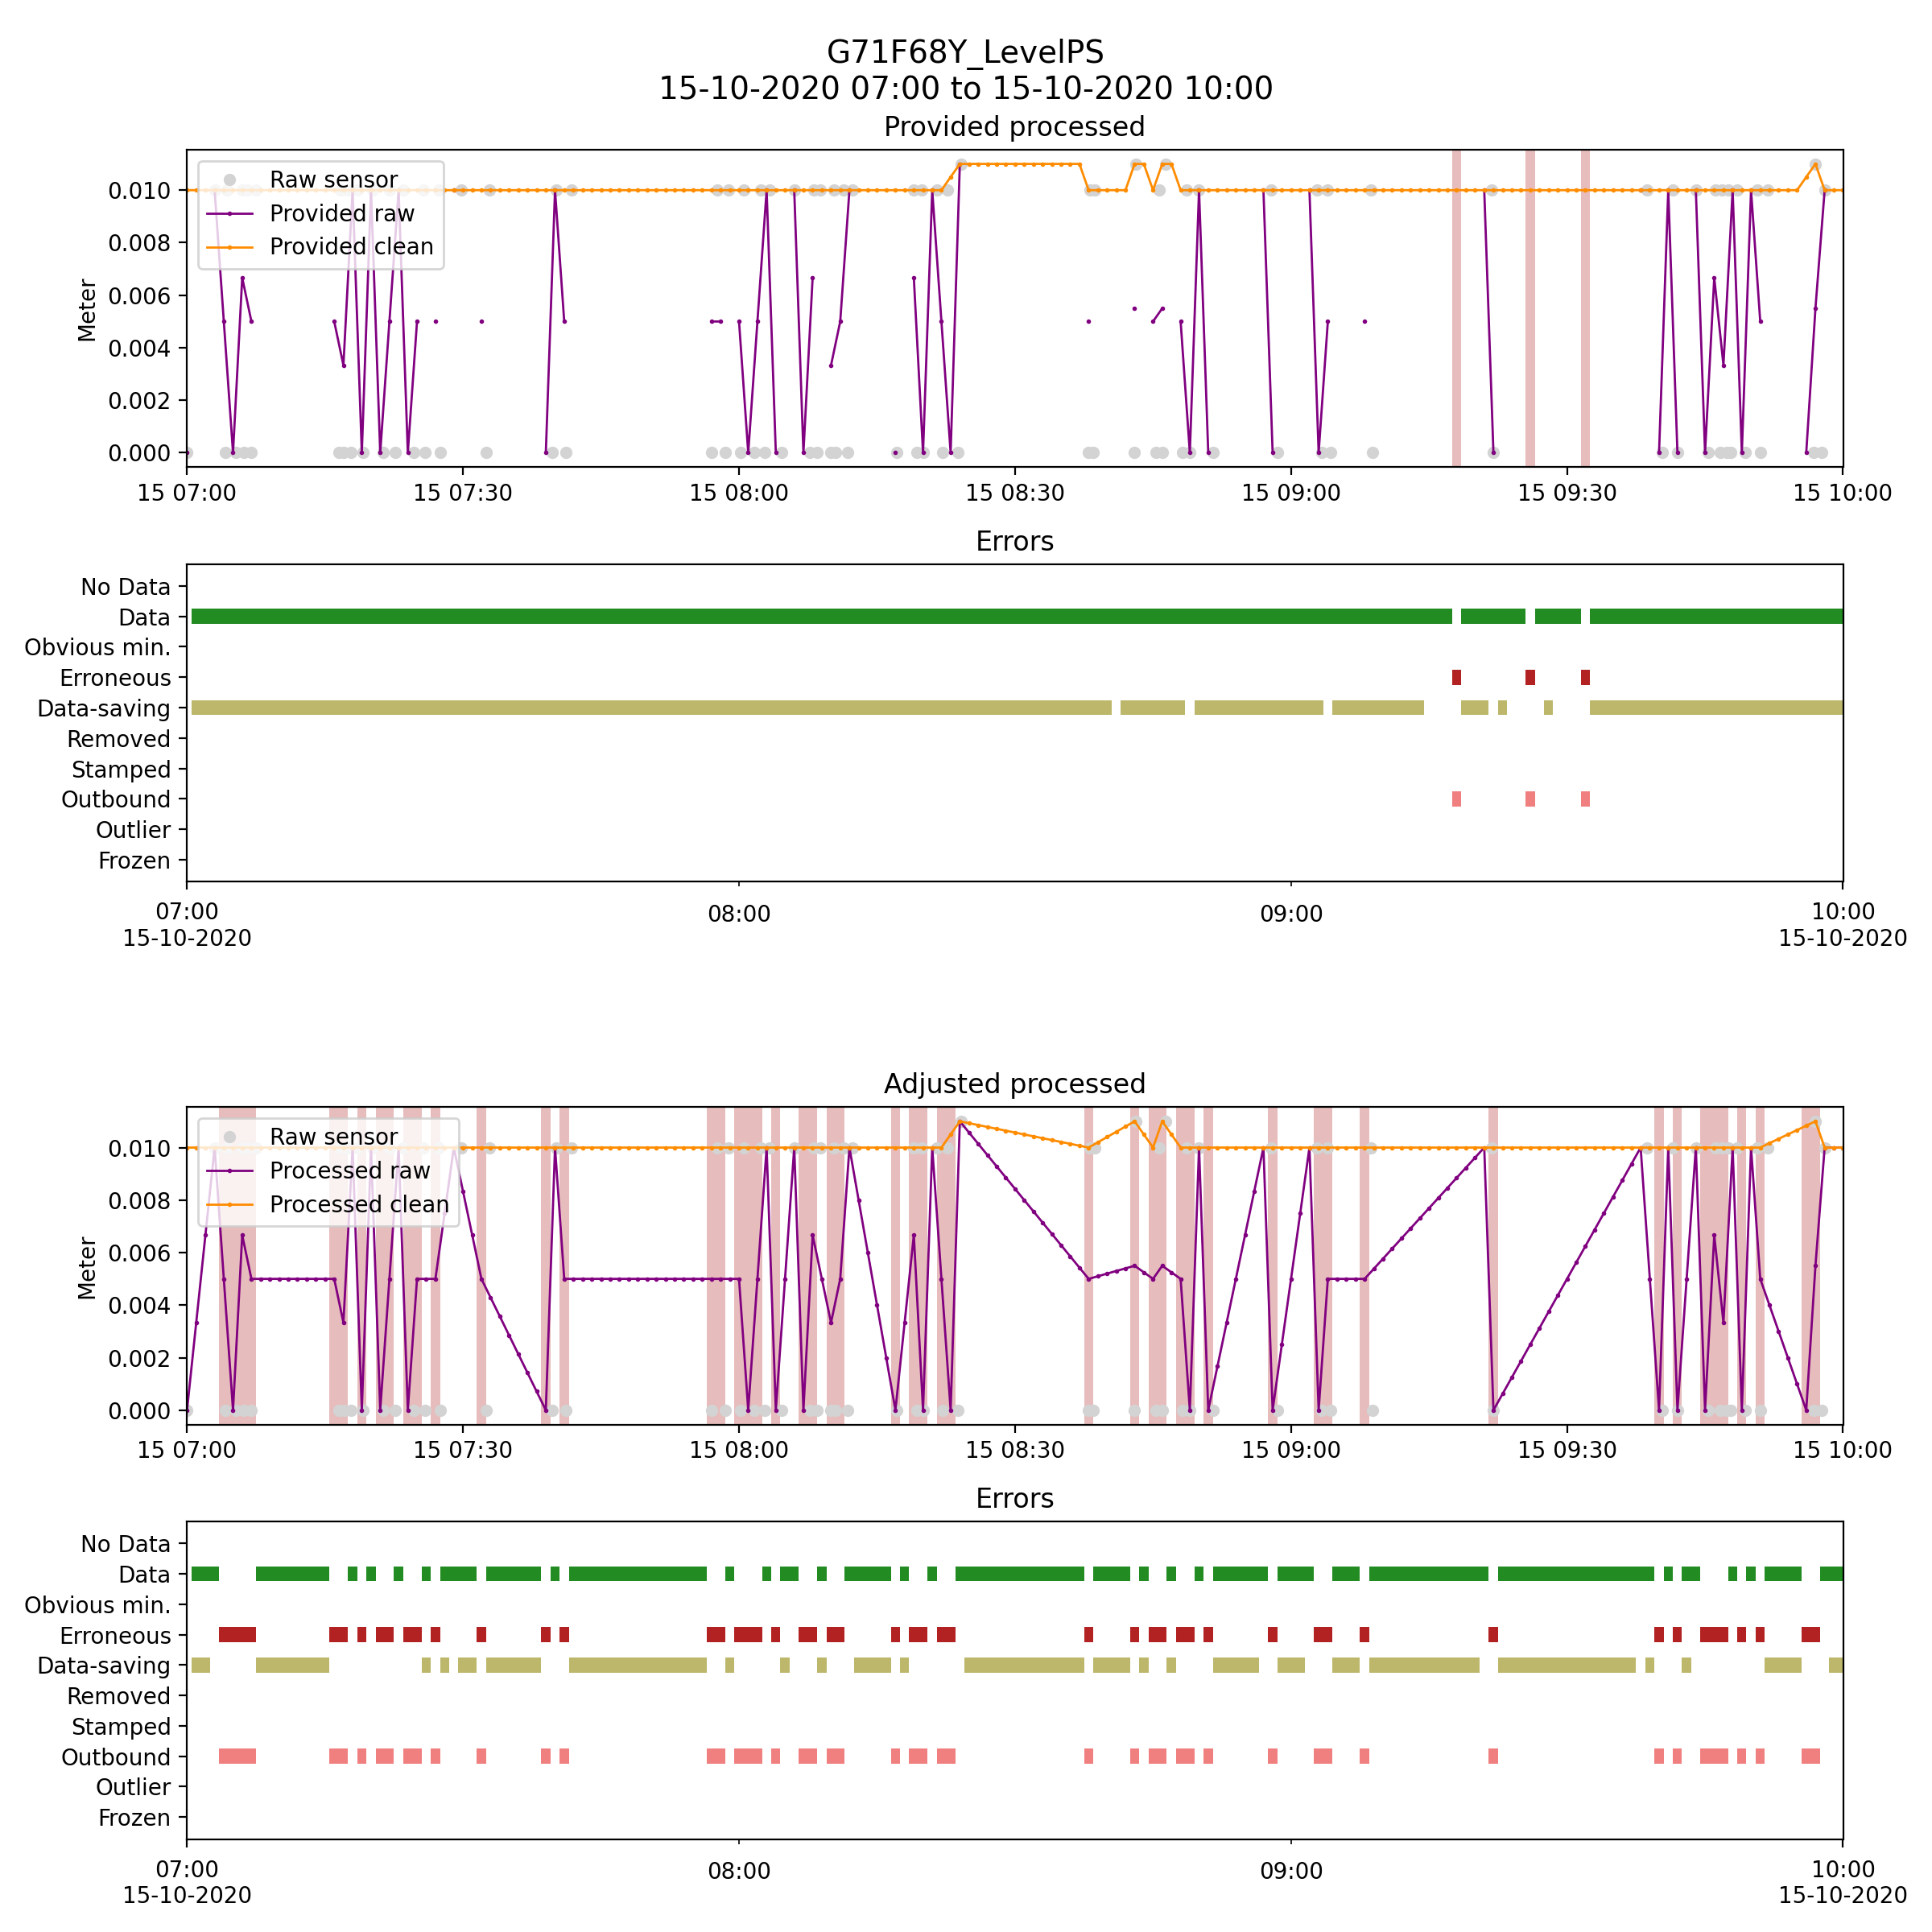 G71F68Y_LevelPS
15-10-2020 07:00 to 15-10-2020 10:00
Provided processed
Raw sensor
Provided raw
Provided clean
Meter
0.010
0.008
0.006
0.004
0.002
0.000
15 07:00 15 07:30 15 08:00 15 08:30 15 09:00 15 09:30 15 10:00
Errors
No Data
Data
Obvious min.
Erroneous
Data-saving
Removed
Stamped
Outbound
Outlier
Frozen
07:00 08:00 09:00 10:00
15-10-2020 15-10-2020
Adjusted processed
Raw sensor
Processed raw
Processed clean
Meter
0.010
0.008
0.006
0.004
0.002
0.000
15 07:00 15 07:30 15 08:00 15 08:30 15 09:00 15 09:30 15 10:00
Errors
No Data
Data
Obvious min.
Erroneous
Data-saving
Removed
Stamped
Outbound
Outlier
Frozen
07:00 08:00 09:00 10:00
15-10-2020 15-10-2020